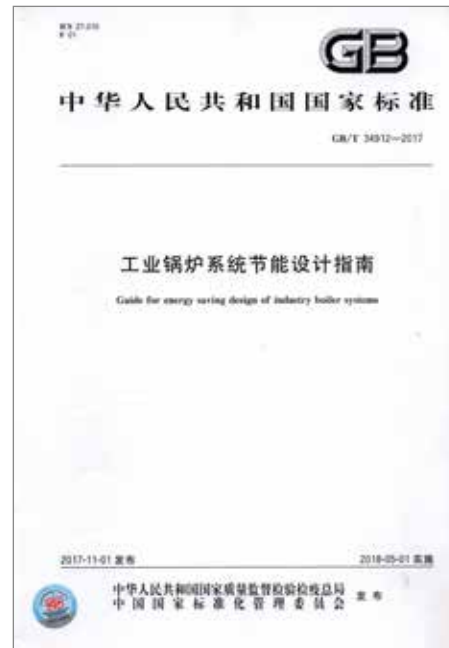 GB
中华人民共和国国家标准
GB/T 34912—2017
工业锅炉系统节能设计指南
Guide for energy saving design of industry boiler systems
2017-11-01 发布
2018-05-01 实施
中华人民共和国国家质量监督检验检疫总局
中国国家标准化管理委员会
发布